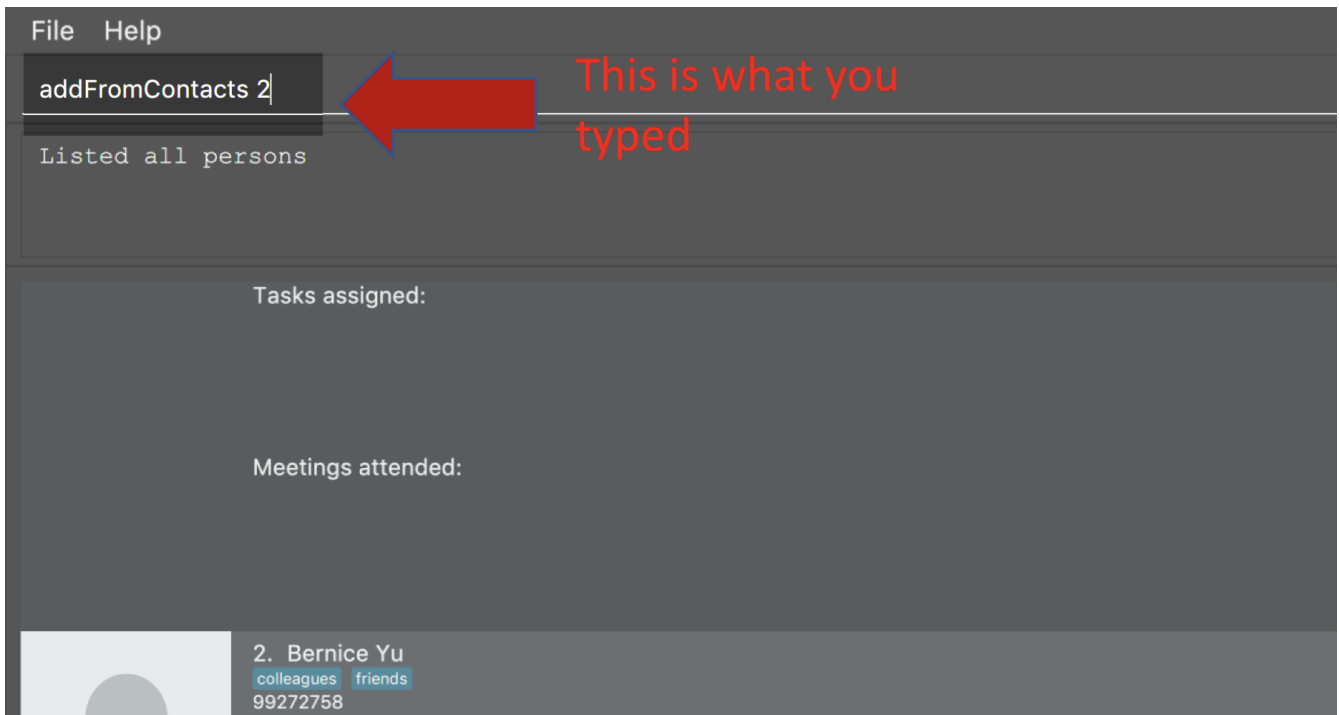 File Help
addFromContacts 2
This is what you
typed
Listed all persons
Tasks assigned:
Meetings attended:
2. Bernice Yu
colleagues friends
99272758